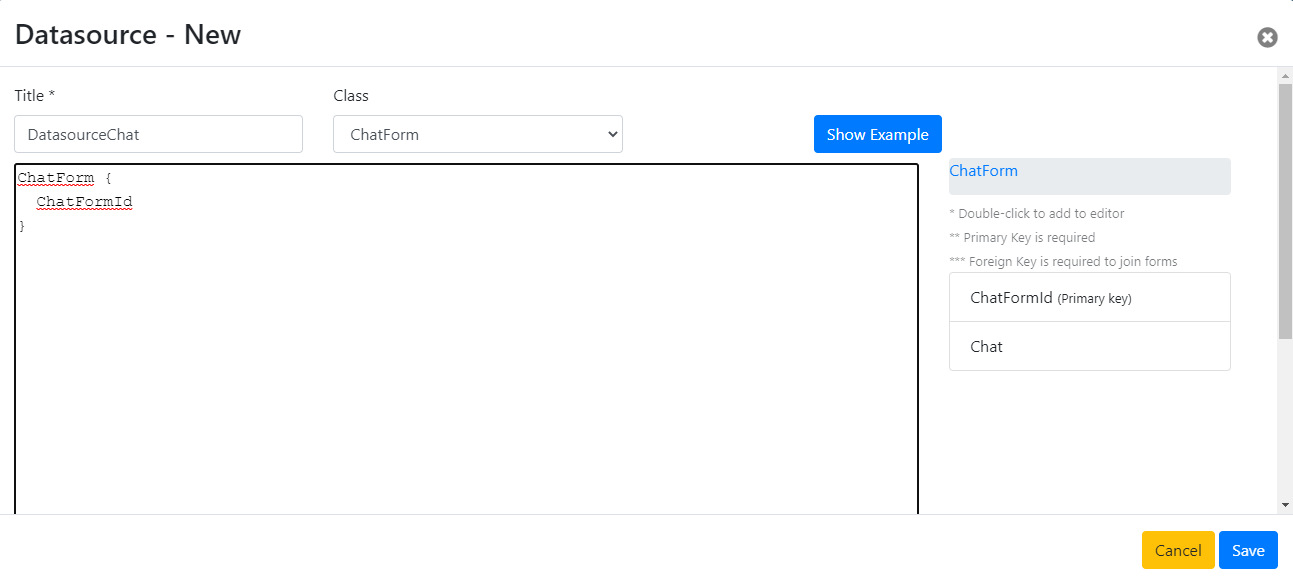 Datasource - New
Title *
Class
DatasourceChat
ChatForm
Show Example
ChatForm {
  ChatFormId
}
ChatForm
* Double-click to add to editor
** Primary Key is required
*** Foreign Key is required to join forms
ChatFormId (Primary key)
Chat
Cancel
Save